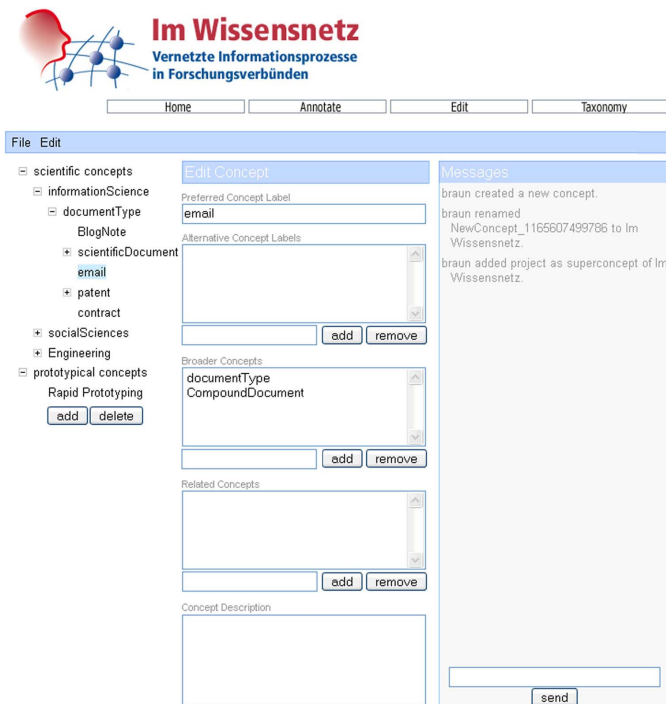 Im Wissensnetz
Vernetzte Informationsprozesse
in Forschungsverbünden
Home Annotate Edit Taxonomy
File Edit
scientific concepts
informationScience
documentType
BlogNote
scientificDocument
email
patent
contract
socialSciences
Engineering
prototypical concepts
Rapid Prototyping
add delete
Edit Concept
Preferred Concept Label
email
Alternative Concept Labels
add remove
Broader Concepts
documentType
CompoundDocument
add remove
Related Concepts
add remove
Concept Description
Messages
braun created a new concept.
braun renamed
NewConcept_1165607499786 to Im
Wissensnetz.
braun added project as superconcept of Im
Wissensnetz.
send